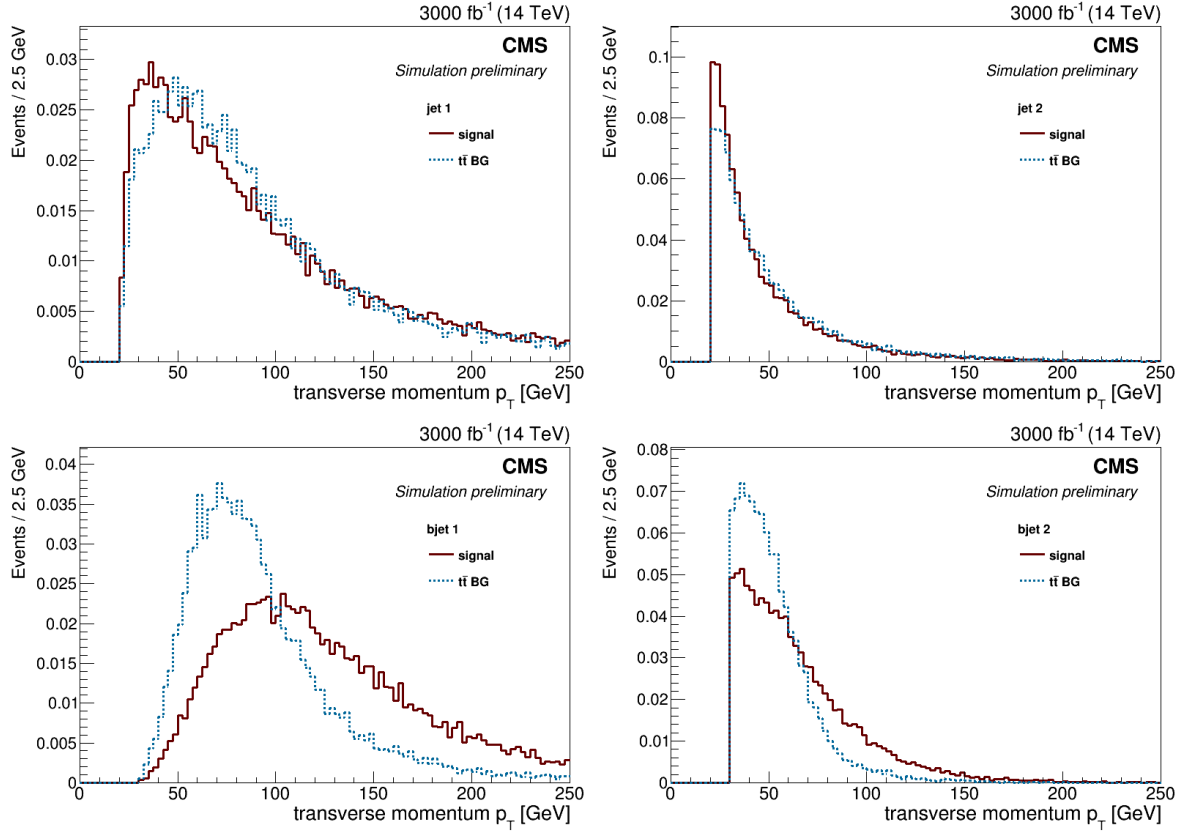 3000 fb⁻¹ (14 TeV)
CMS
Simulation preliminary
jet 1
signal
tt̄ BG
Events / 2.5 GeV
0.03
0.025
0.02
0.015
0.01
0.005
0
0 50 100 150 200 250
transverse momentum p_T [GeV]
3000 fb⁻¹ (14 TeV)
CMS
Simulation preliminary
jet 2
signal
tt̄ BG
Events / 2.5 GeV
0.1
0.08
0.06
0.04
0.02
0
0 50 100 150 200 250
transverse momentum p_T [GeV]
3000 fb⁻¹ (14 TeV)
CMS
Simulation preliminary
bjet 1
signal
tt̄ BG
Events / 2.5 GeV
0.04
0.035
0.03
0.025
0.02
0.015
0.01
0.005
0
0 50 100 150 200 250
transverse momentum p_T [GeV]
3000 fb⁻¹ (14 TeV)
CMS
Simulation preliminary
bjet 2
signal
tt̄ BG
Events / 2.5 GeV
0.08
0.07
0.06
0.05
0.04
0.03
0.02
0.01
0
0 50 100 150 200 250
transverse momentum p_T [GeV]